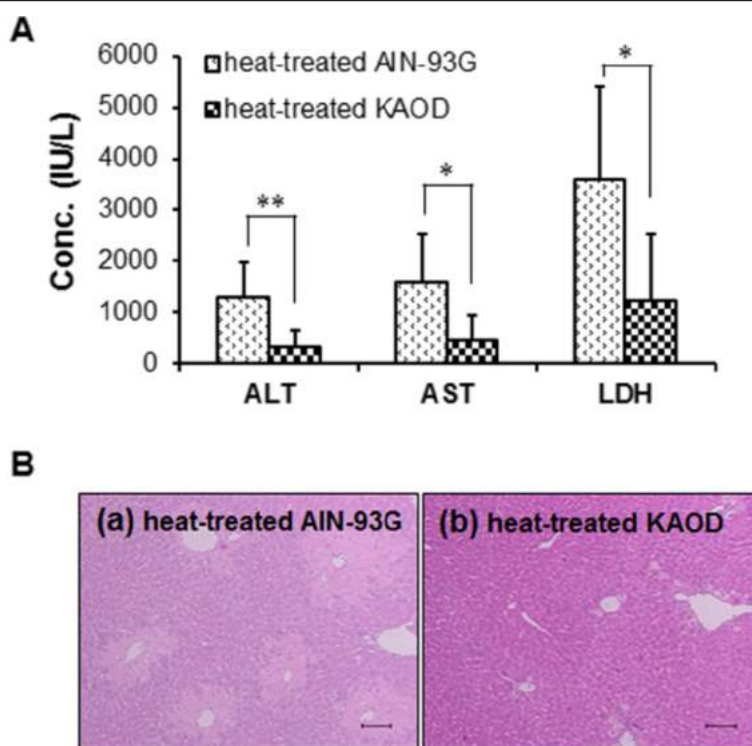 A
6000
5000
4000
3000
2000
1000
0
Conc. (IU/L)
heat-treated AIN-93G
heat-treated KAOD
**
*
*
ALT AST LDH
B
(a) heat-treated AIN-93G
(b) heat-treated KAOD